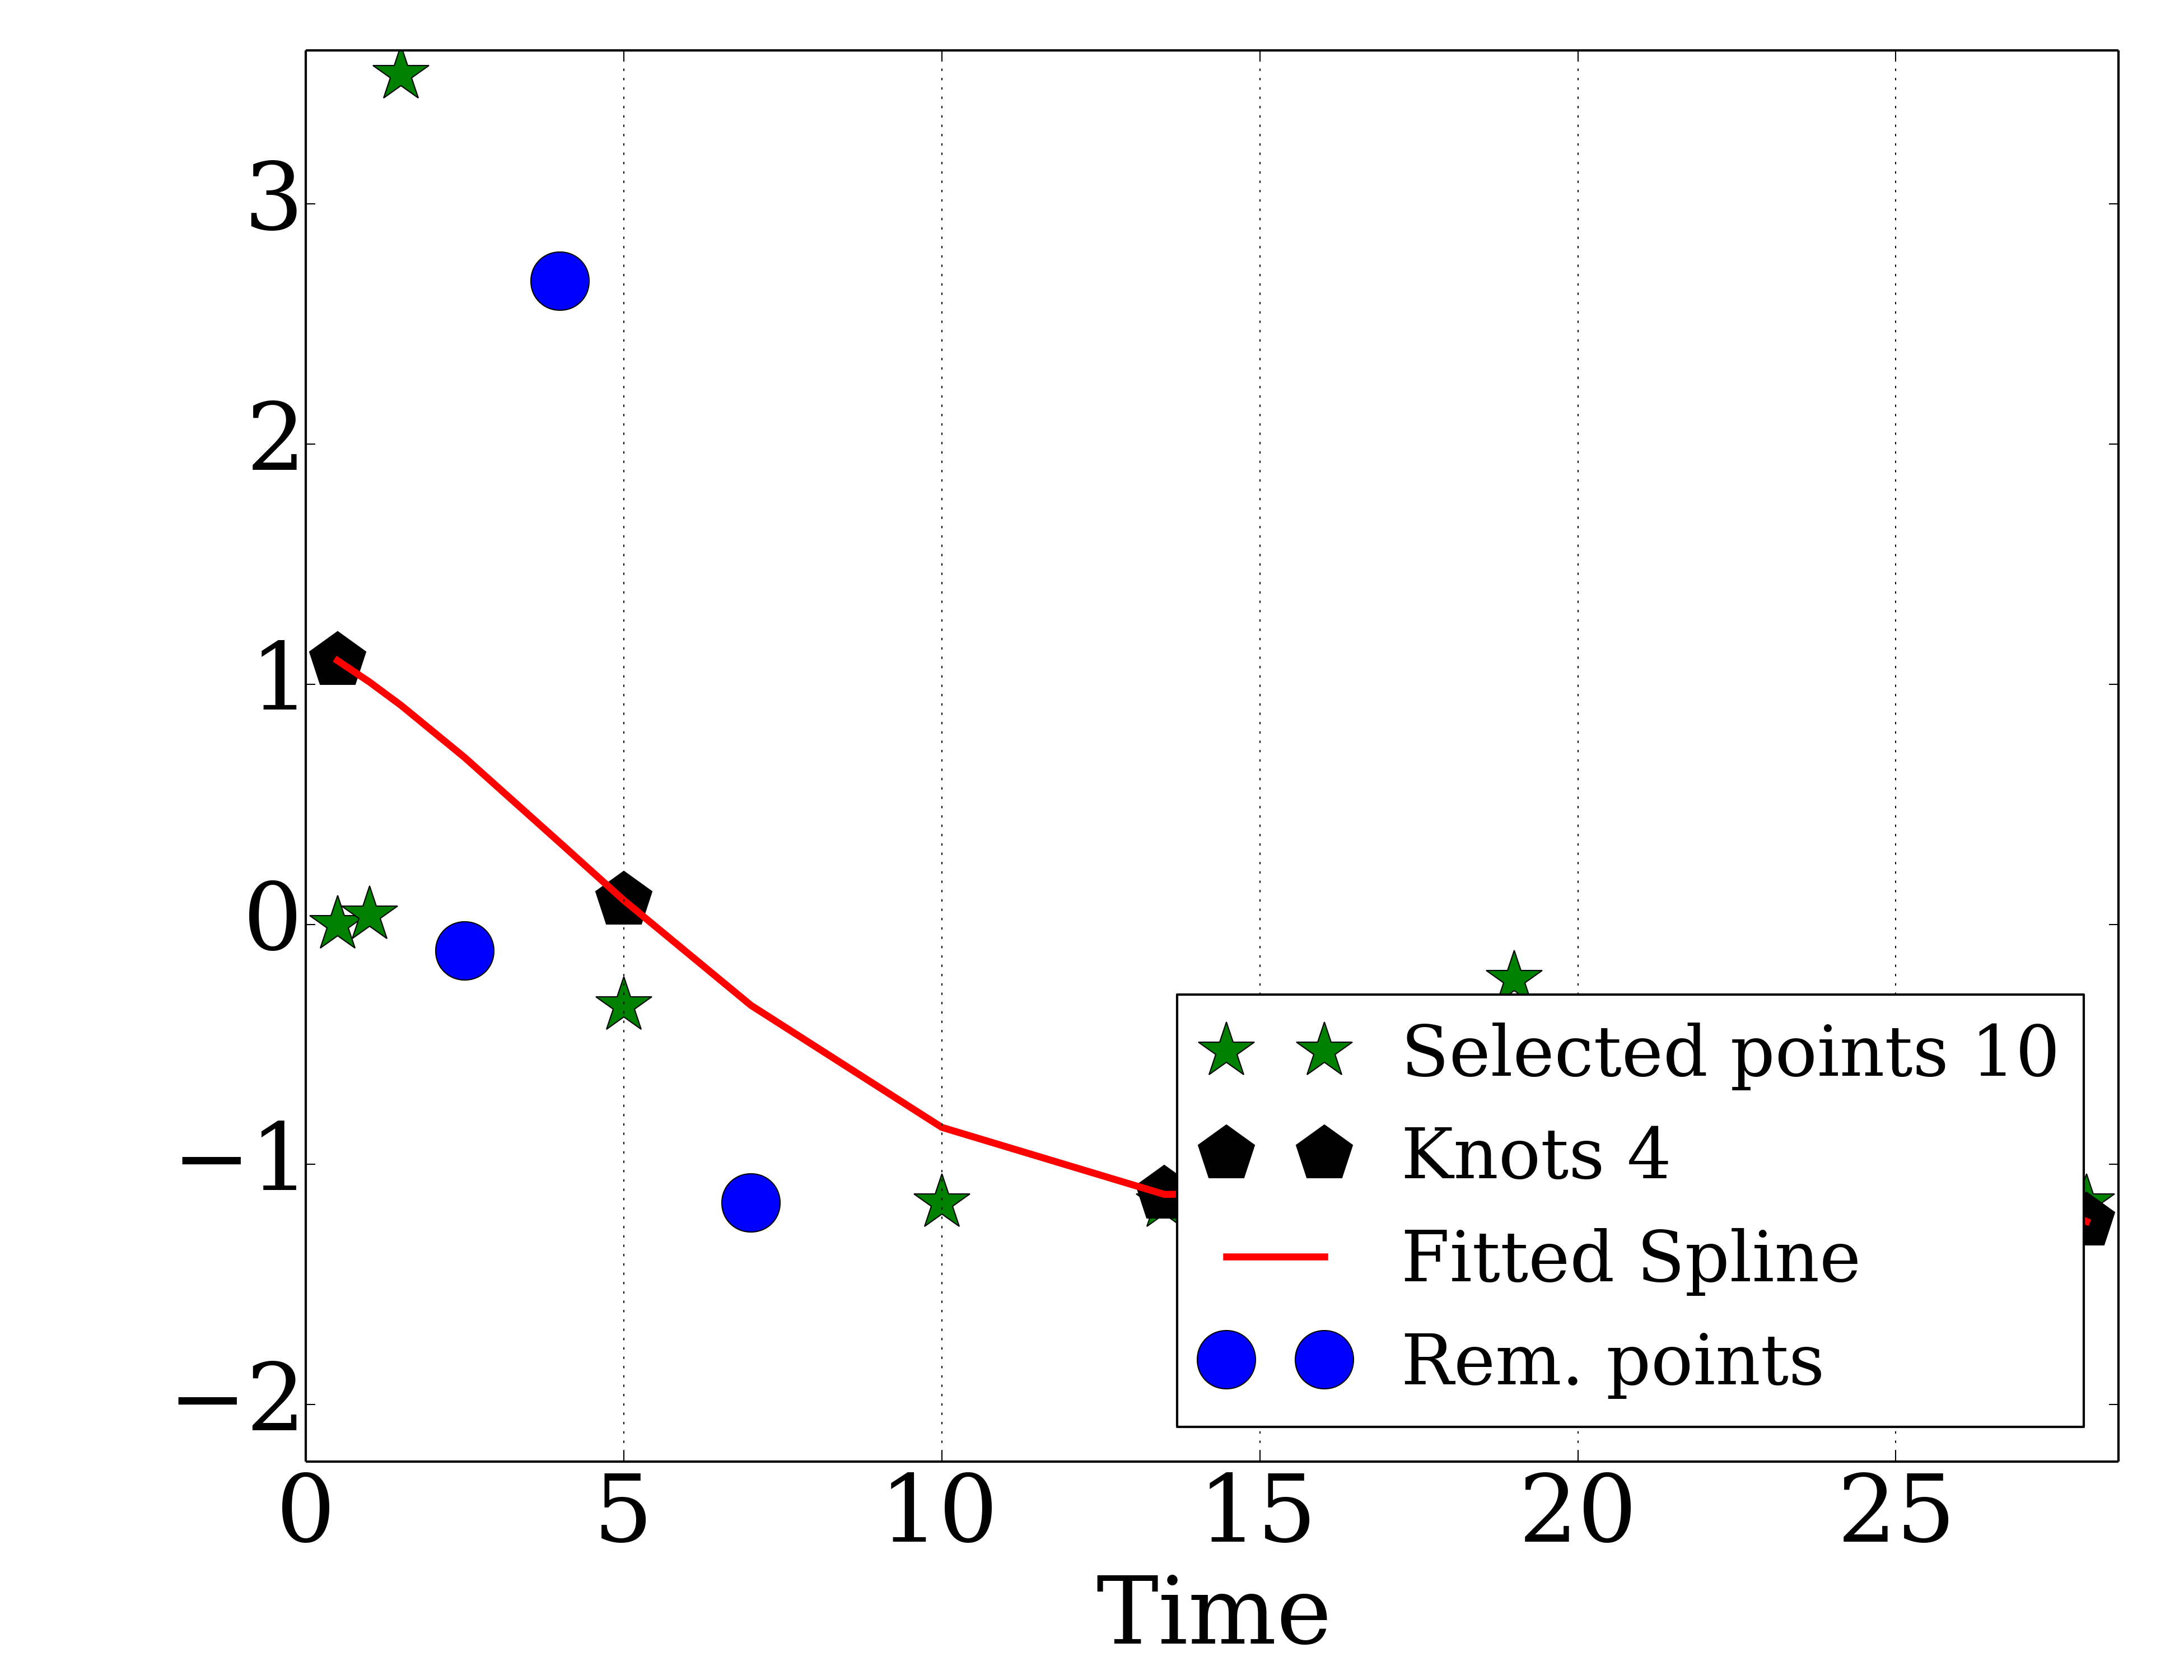 3
2
1
0
−1
−2
Selected points 10
Knots 4
Fitted Spline
Rem. points
0 5 10 15 20 25
Time